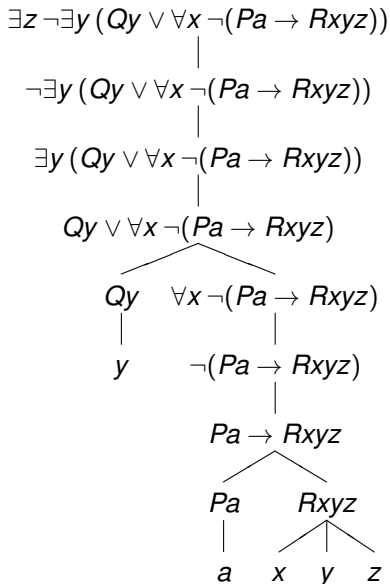 ∃z ¬∃y (Qy ∨ ∀x ¬(Pa → Rxyz))
¬∃y (Qy ∨ ∀x ¬(Pa → Rxyz))
∃y (Qy ∨ ∀x ¬(Pa → Rxyz))
Qy ∨ ∀x ¬(Pa → Rxyz)
Qy ∀x ¬(Pa → Rxyz)
y ¬(Pa → Rxyz)
Pa → Rxyz
Pa Rxyz
a x y z